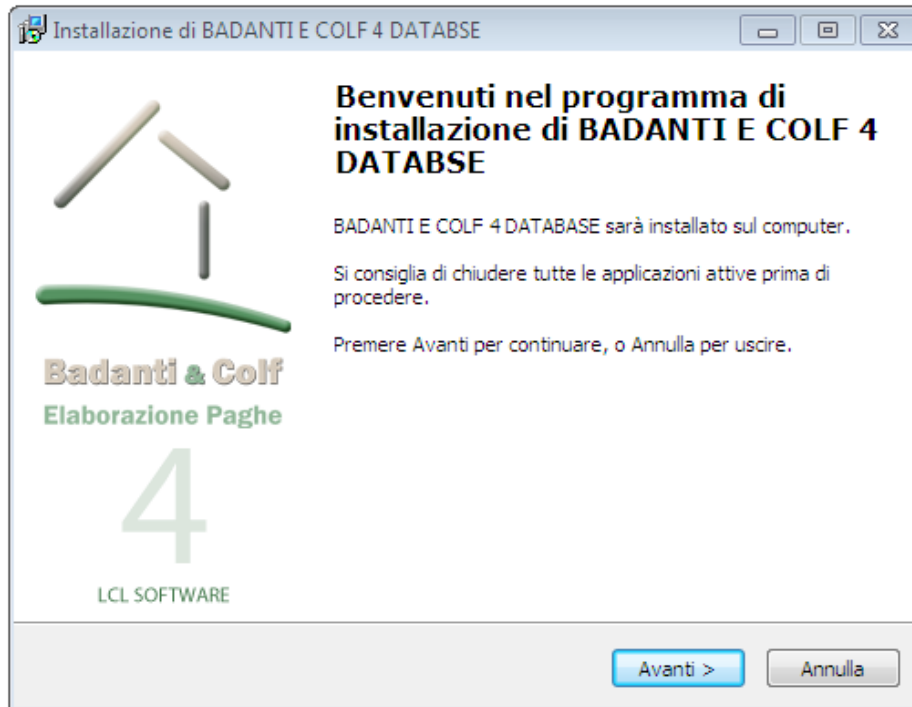 Installazione di BADANTI E COLF 4 DATABSE
Benvenuti nel programma di
installazione di BADANTI E COLF 4
DATABSE
BADANTI E COLF 4 DATABASE sarà installato sul computer.
Si consiglia di chiudere tutte le applicazioni attive prima di
procedere.
Premere Avanti per continuare, o Annulla per uscire.
Badanti & Colf
Elaborazione Paghe
4
LCL SOFTWARE
Avanti >
Annulla